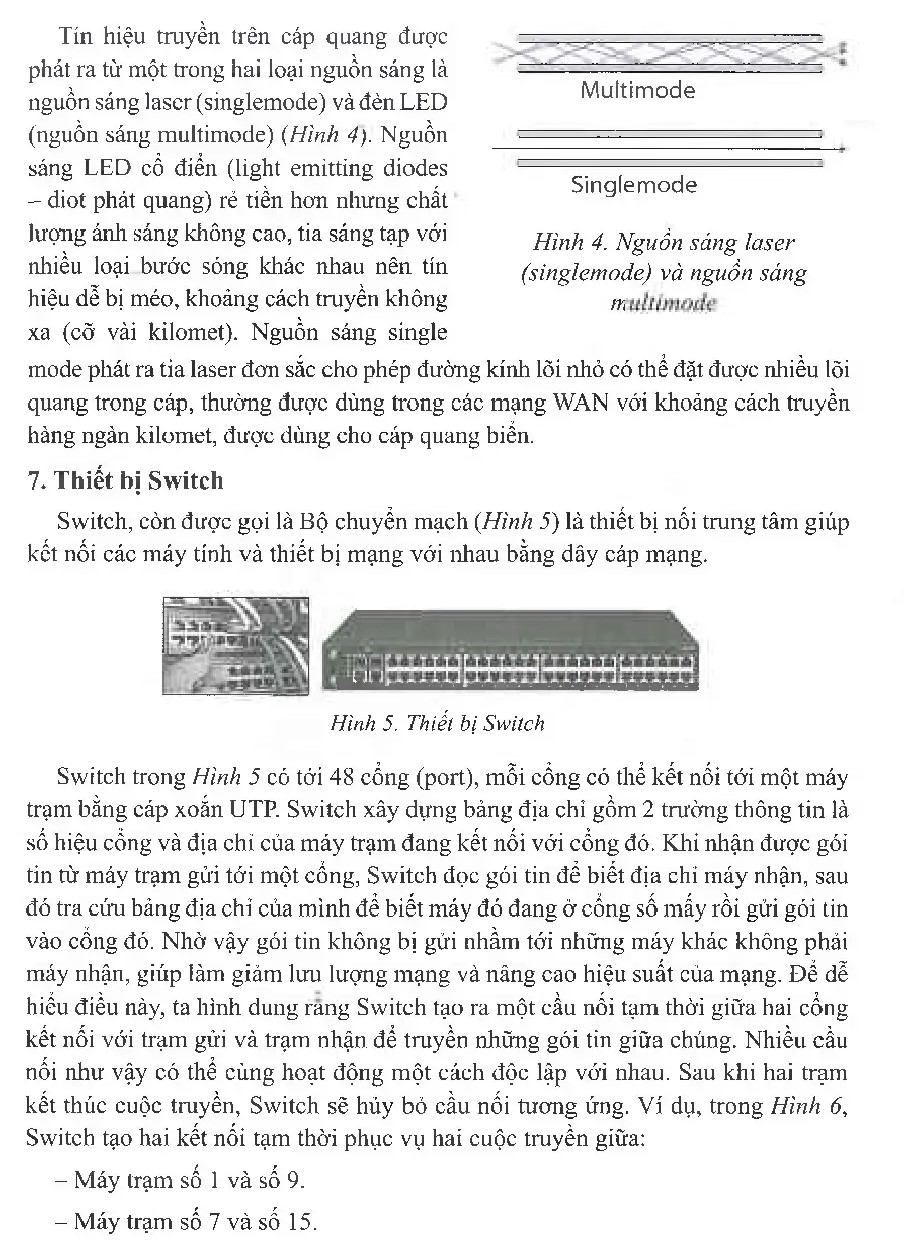 Tín hiệu truyền trên cáp quang được
phát ra từ một trong hai loại nguồn sáng là
nguồn sáng laser (singlemode) và đèn LED
(nguồn sáng multimode) (Hình 4). Nguồn
sáng LED cổ điển (light emitting diodes
– diot phát quang) rẻ tiền hơn nhưng chất
lượng ánh sáng không cao, tia sáng tạp với
nhiều loại bước sóng khác nhau nên tín
hiệu dễ bị méo, khoảng cách truyền không
xa (cỡ vài kilomet). Nguồn sáng single
Multimode
Singlemode
Hình 4. Nguồn sáng laser
(singlemode) và nguồn sáng
multimode
mode phát ra tia laser đơn sắc cho phép đường kính lõi nhỏ có thể đặt được nhiều lõi
quang trong cáp, thường được dùng trong các mạng WAN với khoảng cách truyền
hàng ngàn kilomet, được dùng cho cáp quang biển.
7. Thiết bị Switch
Switch, còn được gọi là Bộ chuyển mạch (Hình 5) là thiết bị nối trung tâm giúp
kết nối các máy tính và thiết bị mạng với nhau bằng dây cáp mạng.
Hình 5. Thiết bị Switch
Switch trong Hình 5 có tới 48 cổng (port), mỗi cổng có thể kết nối tới một máy
trạm bằng cáp xoắn UTP. Switch xây dựng bảng địa chỉ gồm 2 trường thông tin là
số hiệu cổng và địa chỉ của máy trạm đang kết nối với cổng đó. Khi nhận được gói
tin từ máy trạm gửi tới một cổng, Switch đọc gói tin để biết địa chỉ máy nhận, sau
đó tra cứu bảng địa chỉ của mình để biết máy đó đang ở cổng số mấy rồi gửi gói tin
vào cổng đó. Nhờ vậy gói tin không bị gửi nhầm tới những máy khác không phải
máy nhận, giúp làm giảm lưu lượng mạng và nâng cao hiệu suất của mạng. Để dễ
hiểu điều này, ta hình dung rằng Switch tạo ra một cầu nối tạm thời giữa hai cổng
kết nối với trạm gửi và trạm nhận để truyền những gói tin giữa chúng. Nhiều cầu
nối như vậy có thể cùng hoạt động một cách độc lập với nhau. Sau khi hai trạm
kết thúc cuộc truyền, Switch sẽ hủy bỏ cầu nối tương ứng. Ví dụ, trong Hình 6,
Switch tạo hai kết nối tạm thời phục vụ hai cuộc truyền giữa:
– Máy trạm số 1 và số 9.
– Máy trạm số 7 và số 15.